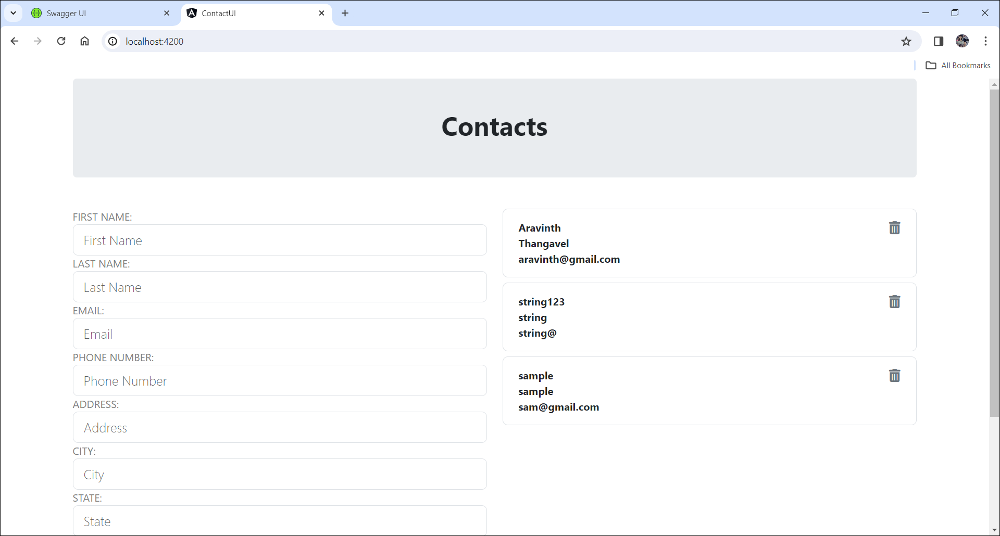 Swagger UI
ContactUI
localhost:4200
All Bookmarks
Contacts
FIRST NAME:
First Name
LAST NAME:
Last Name
EMAIL:
Email
PHONE NUMBER:
Phone Number
ADDRESS:
Address
CITY:
City
STATE:
State
Aravinth
Thangavel
aravinth@gmail.com
string123
string
string@
sample
sample
sam@gmail.com